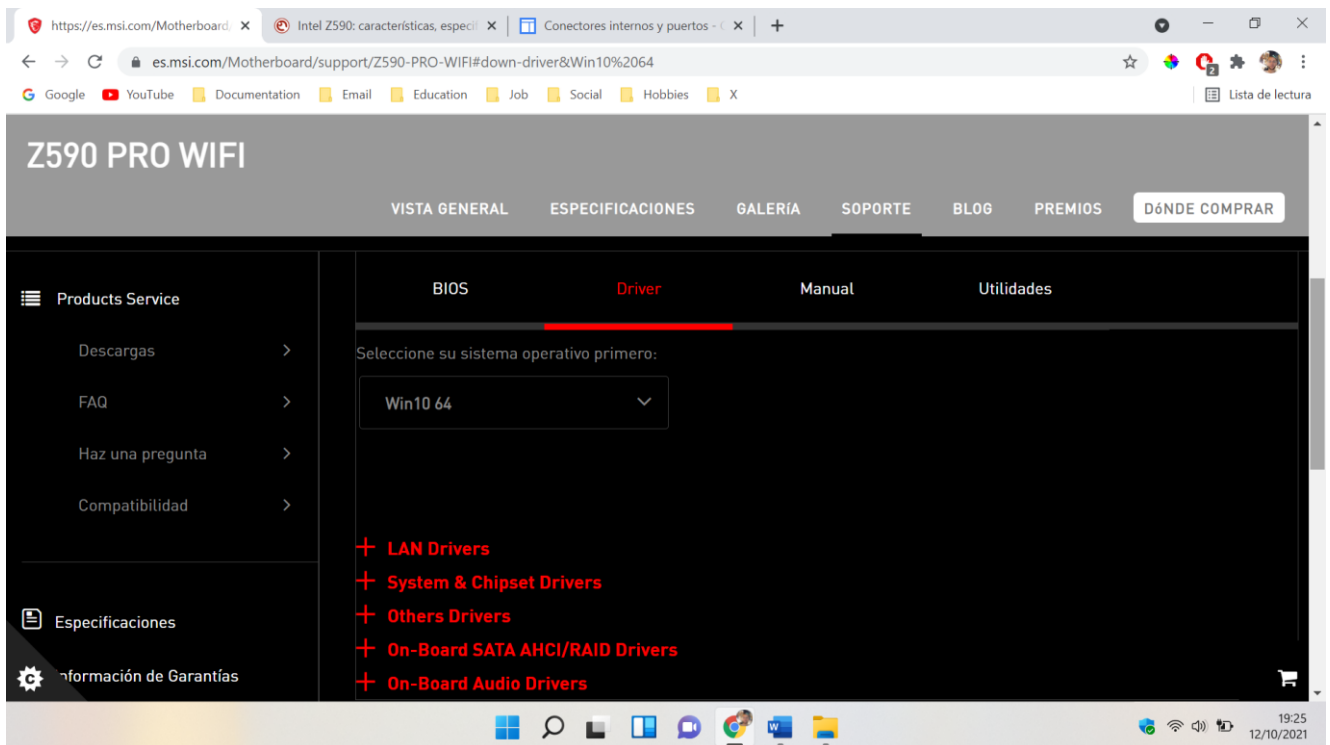 https://es.msi.com/Motherboard/
Intel Z590: características, especif
Conectores internos y puertos - C
es.msi.com/Motherboard/support/Z590-PRO-WIFI#down-driver&Win10%2064
2
Google YouTube Documentation Email Education Job Social Hobbies X Lista de lectura
Z590 PRO WIFI
VISTA GENERAL ESPECIFICACIONES GALERíA SOPORTE BLOG PREMIOS DóNDE COMPRAR
BIOS Driver Manual Utilidades
Products Service
Descargas
FAQ
Haz una pregunta
Compatibilidad
Especificaciones
nformación de Garantías
Seleccione su sistema operativo primero:
Win10 64
LAN Drivers
System & Chipset Drivers
Others Drivers
On-Board SATA AHCI/RAID Drivers
On-Board Audio Drivers
19:25
12/10/2021